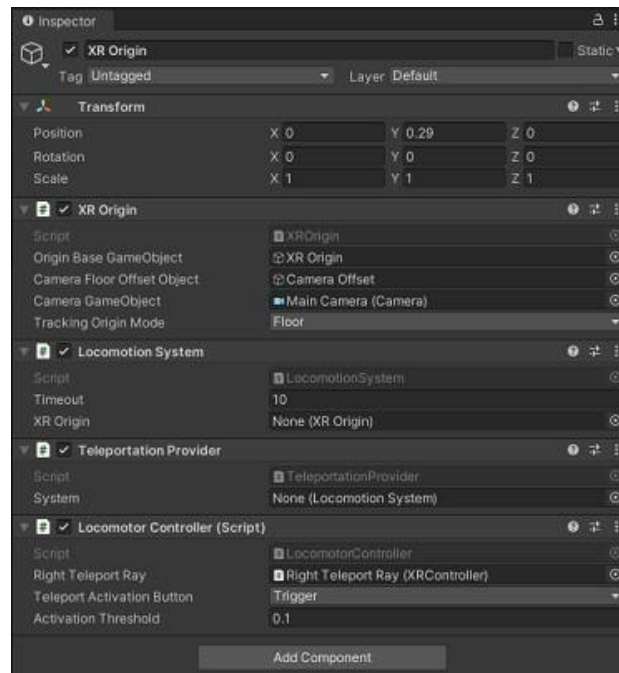 Inspector
XR Origin Static
Tag Untagged Layer Default
Transform
Position X 0 Y 0.29 Z 0
Rotation X 0 Y 0 Z 0
Scale X 1 Y 1 Z 1
XR Origin
Script XROrigin
Origin Base GameObject XR Origin
Camera Floor Offset Object Camera Offset
Camera GameObject Main Camera (Camera)
Tracking Origin Mode Floor
Locomotion System
Script LocomotionSystem
Timeout 10
XR Origin None (XR Origin)
Teleportation Provider
Script TeleportationProvider
System None (Locomotion System)
Locomotor Controller (Script)
Script LocomotorController
Right Teleport Ray Right Teleport Ray (XRController)
Teleport Activation Button Trigger
Activation Threshold 0.1
Add Component